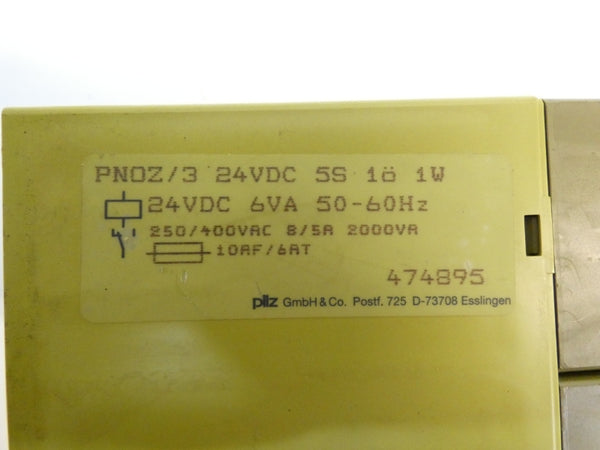 PNOZ/3 24VDC 5S 1ö 1W
24VDC 6VA 50-60Hz
250/400VAC 8/5A 2000VA
10AF/6AT
474895
pilz GmbH & Co. Postf. 725 D-73708 Esslingen